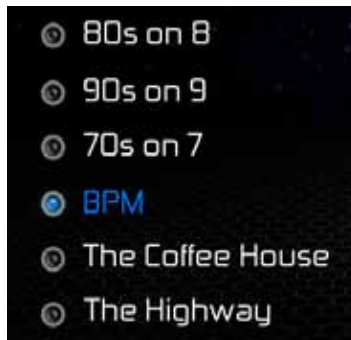 80s on 8
90s on 9
70s on 7
BPM
The Coffee House
The Highway